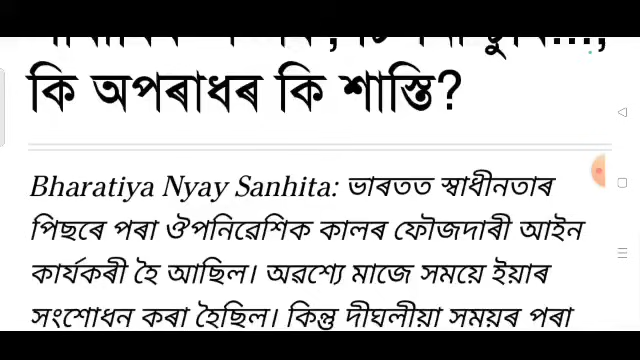 কি অপৰাধৰ কি শাস্তি?
Bharatiya Nyay Sanhita: ভাৰতত স্বাধীনতাৰ
পিছৰে পৰা ঔপনিৱেশিক কালৰ ফৌজদাৰী আইন
কাৰ্যকৰী হৈ আছিল। অৱশ্যে মাজে সময়ে ইয়াৰ
সংশোধন কৰা হৈছিল। কিন্তু দীঘলীয়া সময়ৰ পৰা